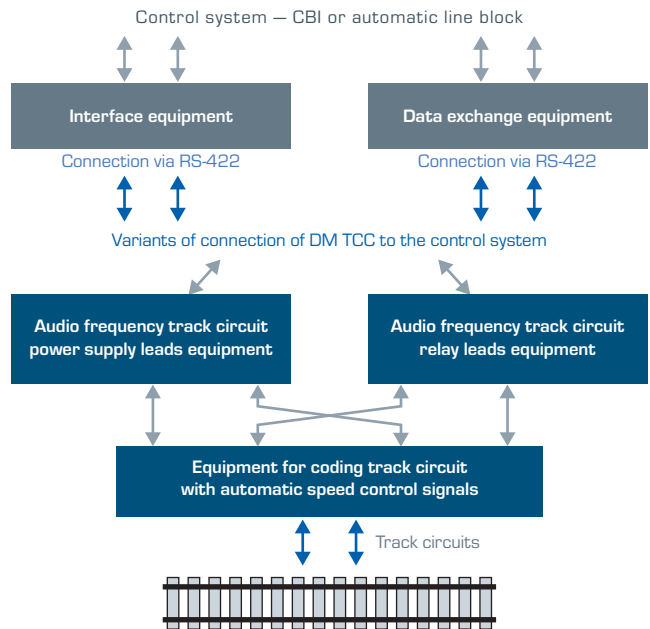 Control system – CBI or automatic line block
Interface equipment
Data exchange equipment
Connection via RS-422
Connection via RS-422
Variants of connection of DM TCC to the control system
Audio frequency track circuit
power supply leads equipment
Audio frequency track circuit
relay leads equipment
Equipment for coding track circuit
with automatic speed control signals
Track circuits